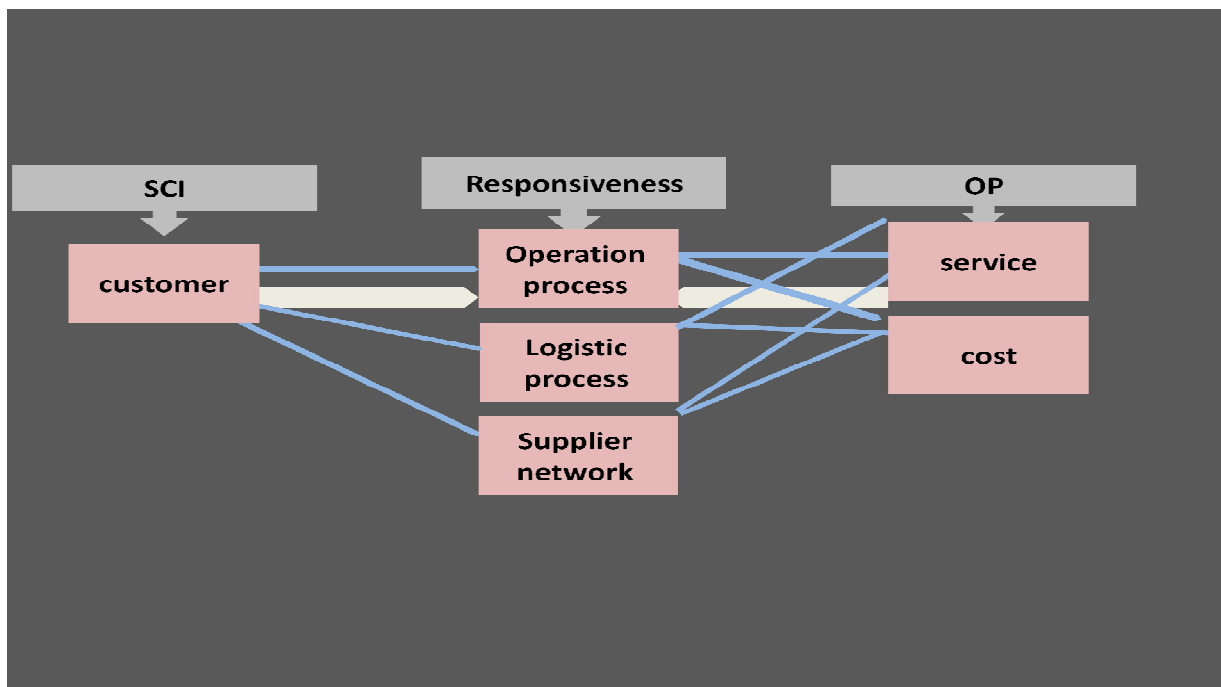 SCI
Responsiveness
OP
customer
Operation
process
Logistic
process
Supplier
network
service
cost